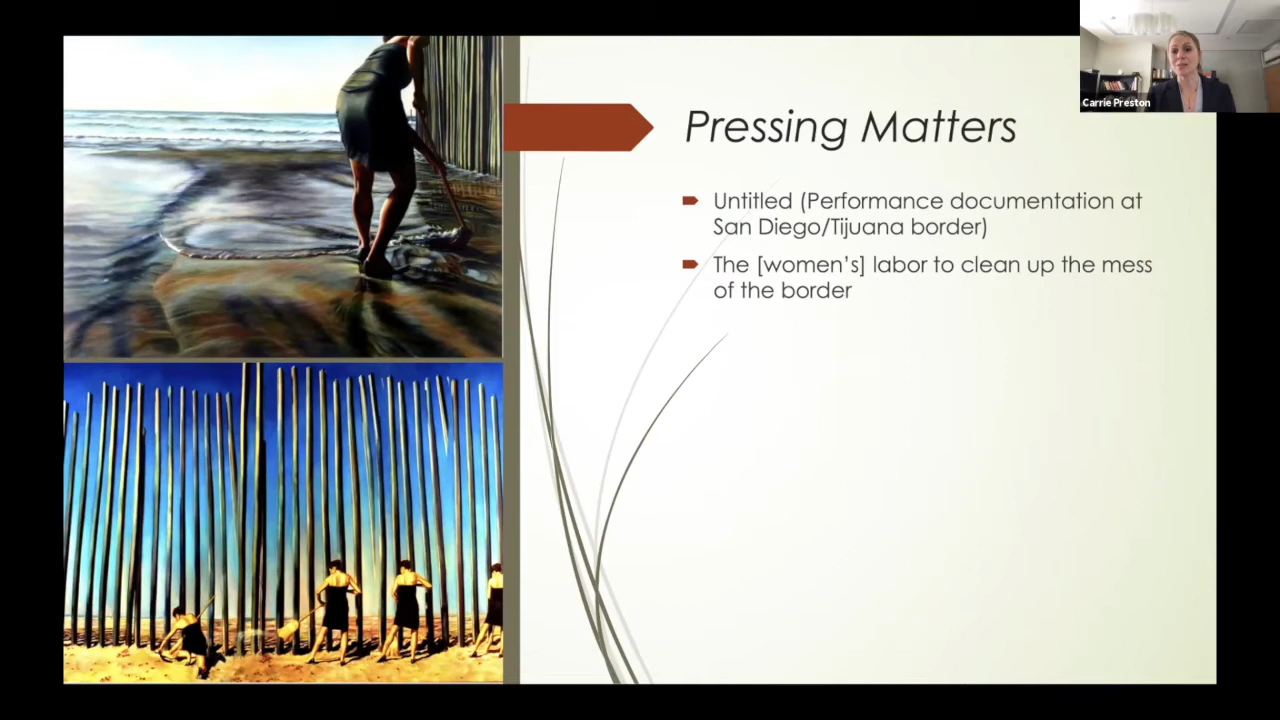 Carrie Preston
Pressing Matters
Untitled (Performance documentation at
San Diego/Tijuana border)
The [women's] labor to clean up the mess
of the border